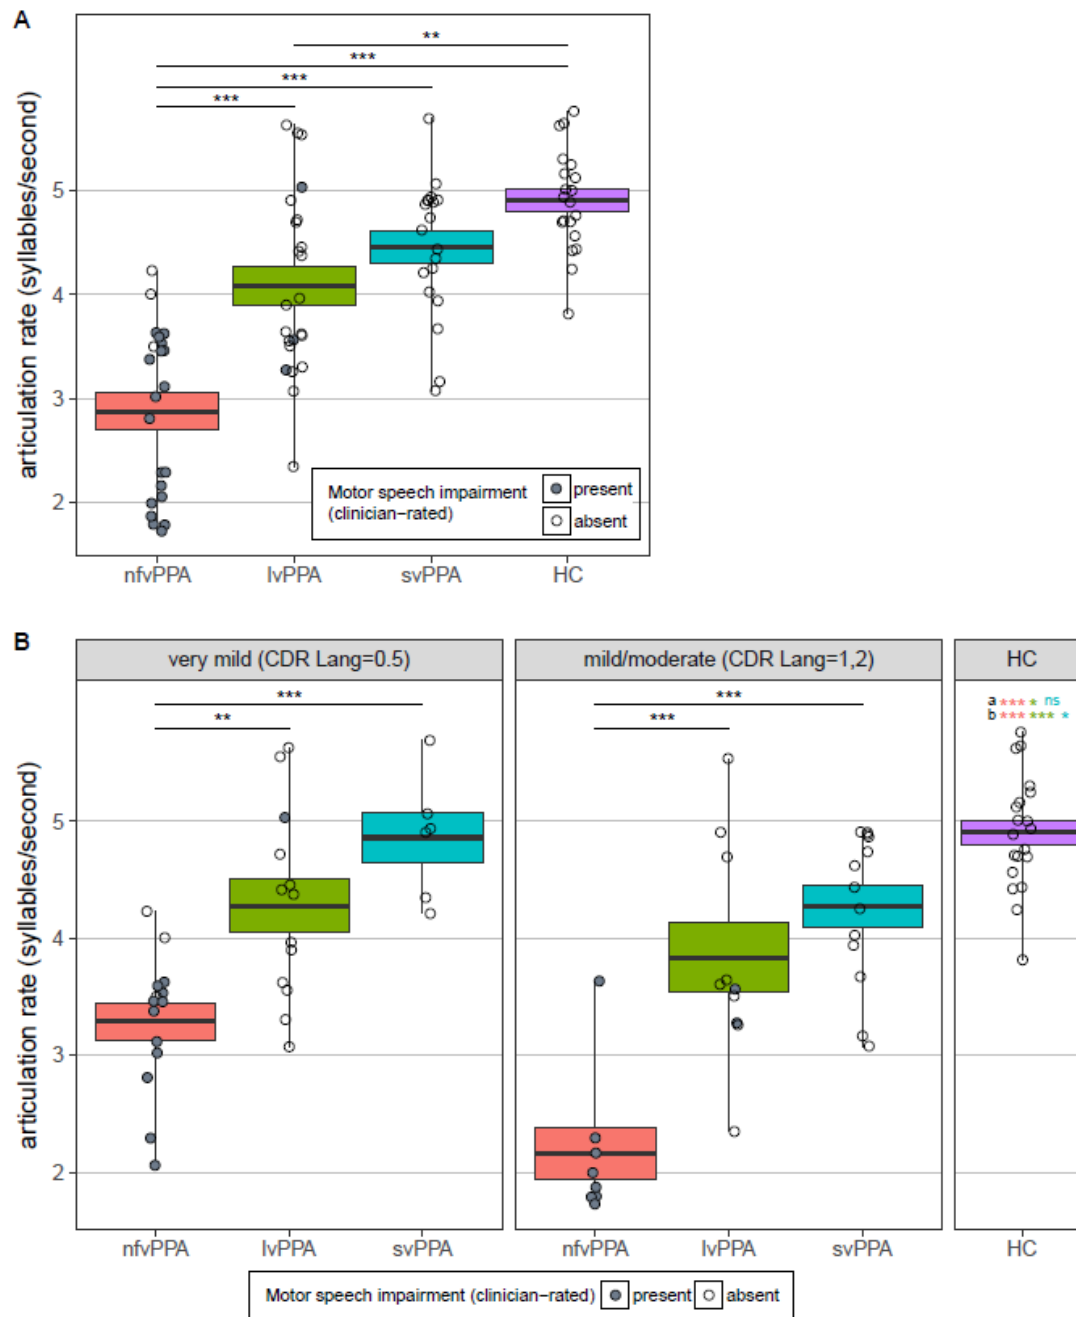 A
**
***
***
***
articulation rate (syllables/second)
5
4
3
2
Motor speech impairment
(clinician−rated)
present
absent
nfvPPA lvPPA svPPA HC
B
very mild (CDR Lang=0.5) mild/moderate (CDR Lang=1,2) HC
*** ***
** ***
a *** * ns
b *** *** *
articulation rate (syllables/second)
5
4
3
2
nfvPPA lvPPA svPPA nfvPPA lvPPA svPPA HC
Motor speech impairment (clinician−rated) present absent